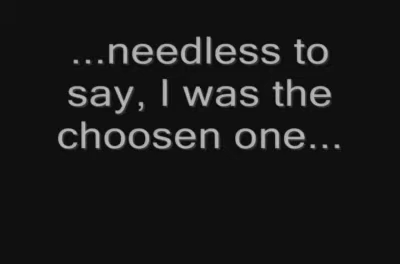 ...needless to
say, I was the
choosen one...